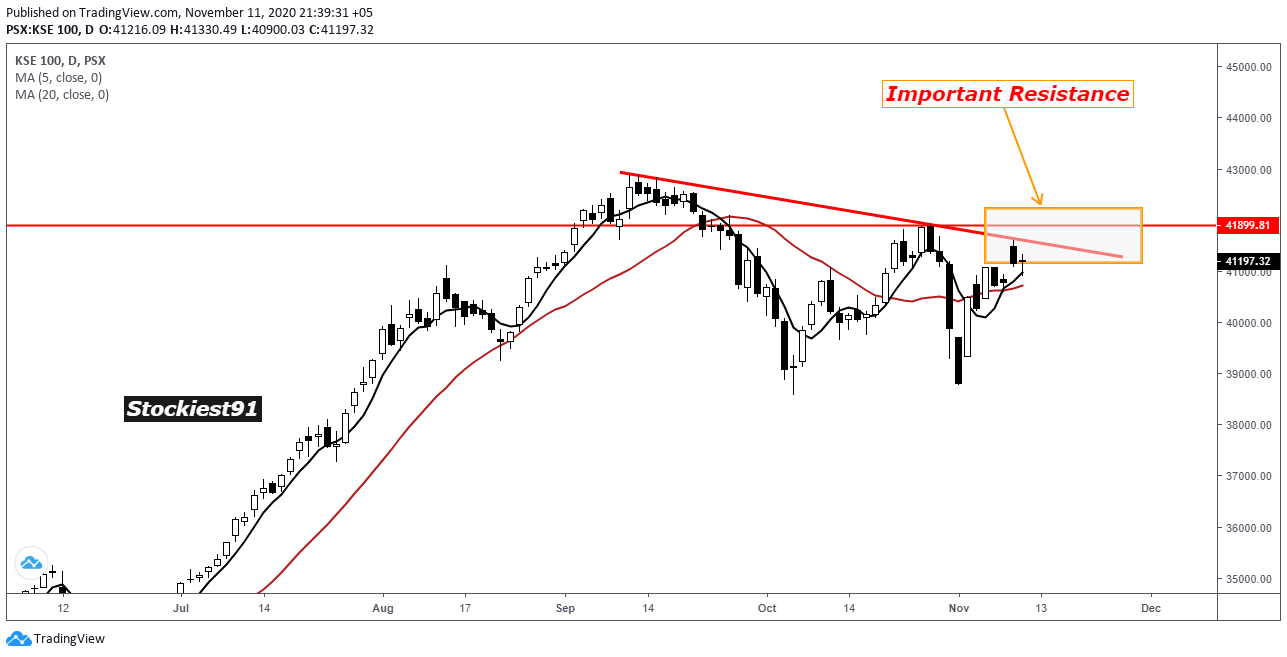 Published on TradingView.com, November 11, 2020 21:39:31 +05
PSX:KSE 100, D O:41216.09 H:41330.49 L:40900.03 C:41197.32
KSE 100, D, PSX
MA (5, close, 0)
MA (20, close, 0)
Important Resistance
Stockiest91
45000.00
44000.00
43000.00
41899.81
41197.32
41000.00
40000.00
39000.00
38000.00
37000.00
36000.00
35000.00
12 Jul 14 Aug 17 Sep 14 Oct 14 Nov 13 Dec
TradingView